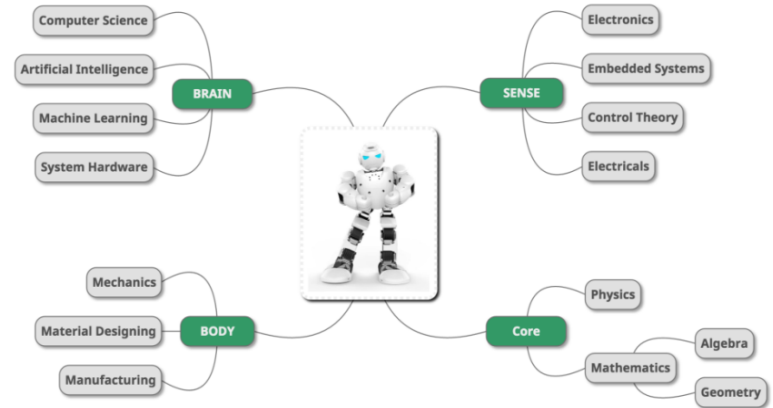 Computer Science
Artificial Intelligence
Machine Learning
System Hardware
BRAIN
SENSE
Electronics
Embedded Systems
Control Theory
Electricals
Mechanics
Material Designing
Manufacturing
BODY
Core
Physics
Mathematics
Algebra
Geometry